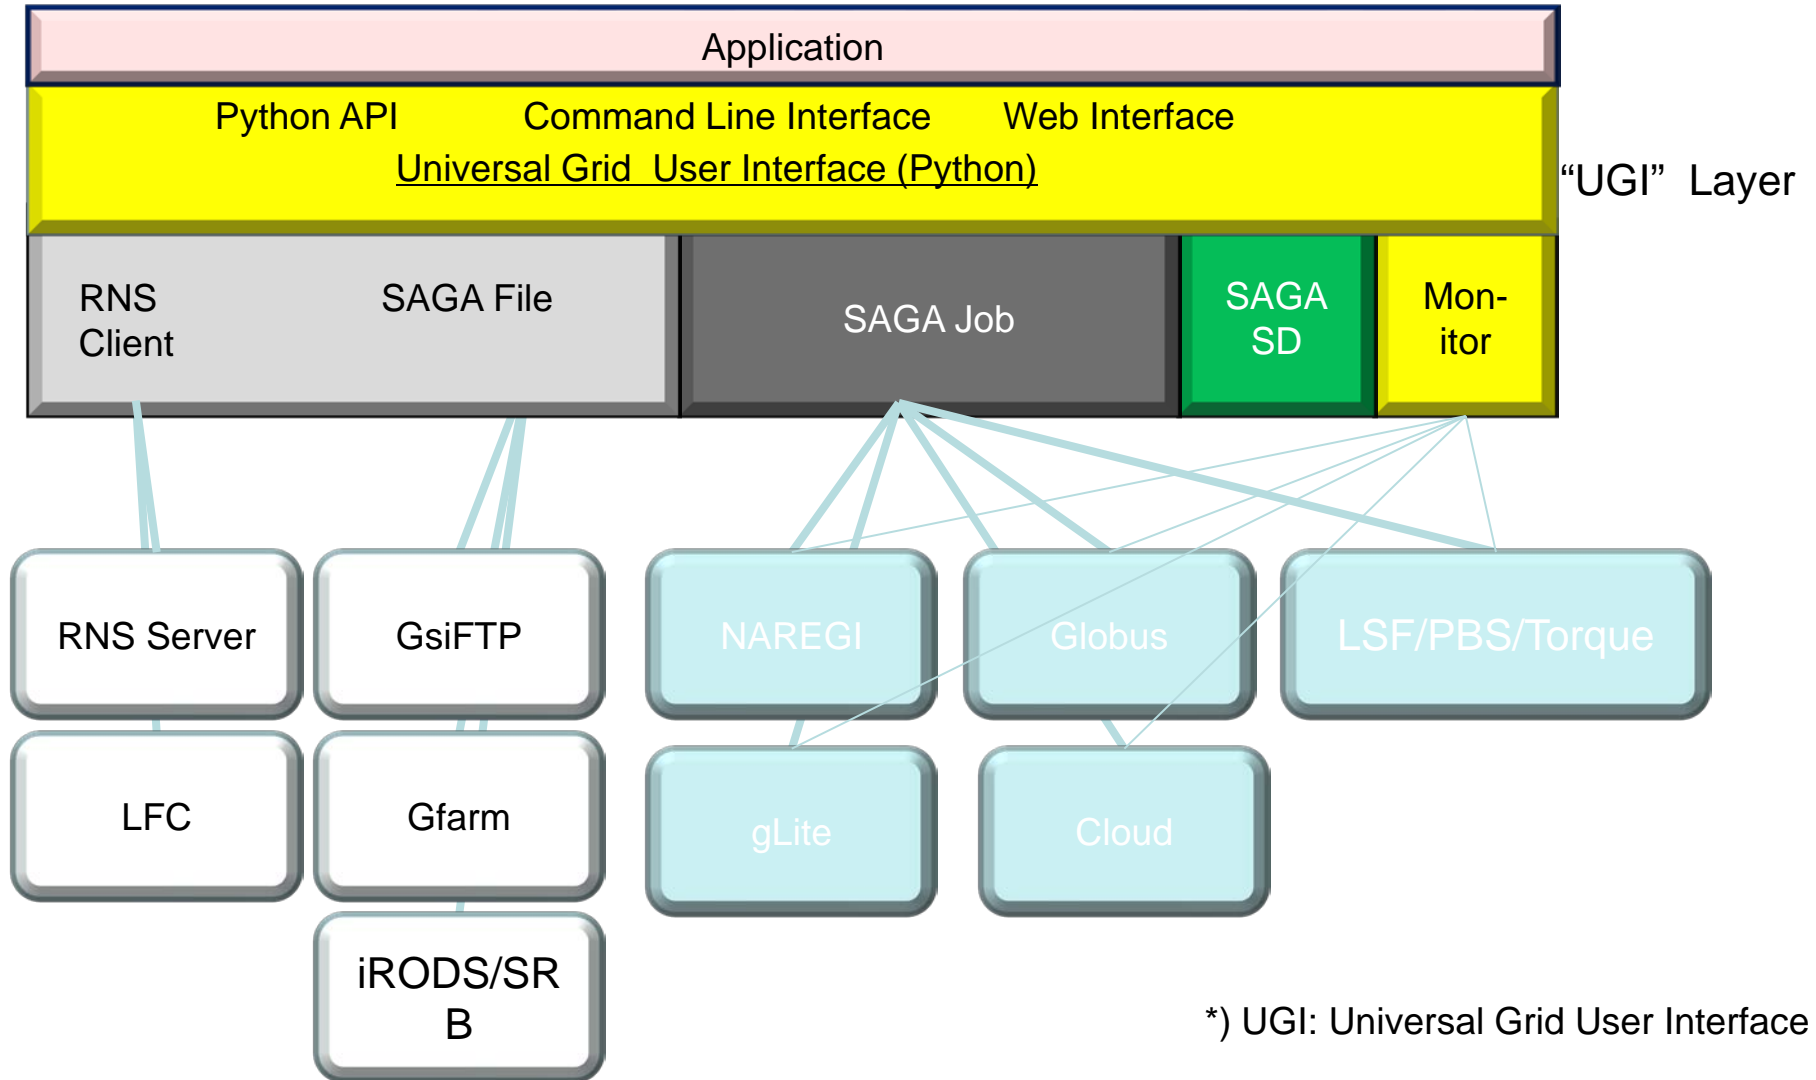 Application
Python API Command Line Interface Web Interface
Universal Grid User Interface (Python)
“UGI” Layer
RNS
Client
SAGA File
SAGA Job
SAGA
SD
Mon-
itor
RNS Server
GsiFTP
NAREGI
Globus
LSF/PBS/Torque
LFC
Gfarm
gLite
Cloud
iRODS/SR
B
*) UGI: Universal Grid User Interface